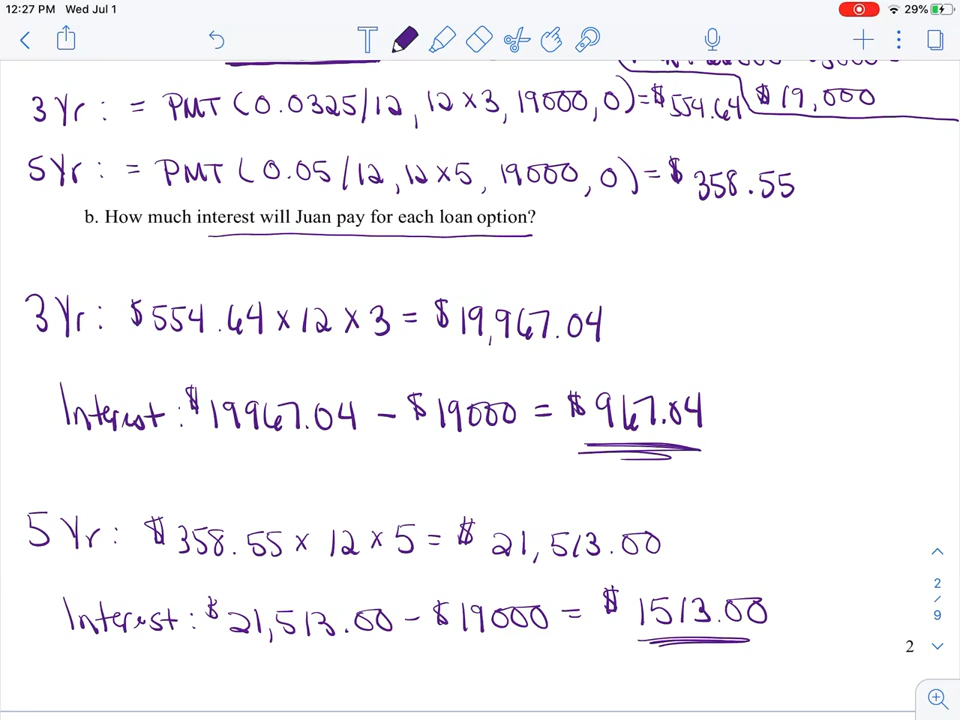 12:27 PM Wed Jul 1 29%
T
3 Yr : = PMT (0.0325/12, 12 x 3, 19000, 0) = $554.64 $19,000
5 Yr : = PMT (0.05/12, 12 x 5, 19000, 0) = $358.55
b. How much interest will Juan pay for each loan option?
3 Yr : $554.64 x 12 x 3 = $19,967.04
Interest : $19967.04 - $19000 = $967.04
5 Yr : $358.55 x 12 x 5 = $21,513.00
Interest : $21,513.00 - $19000 = $1513.00
2
/
9
2